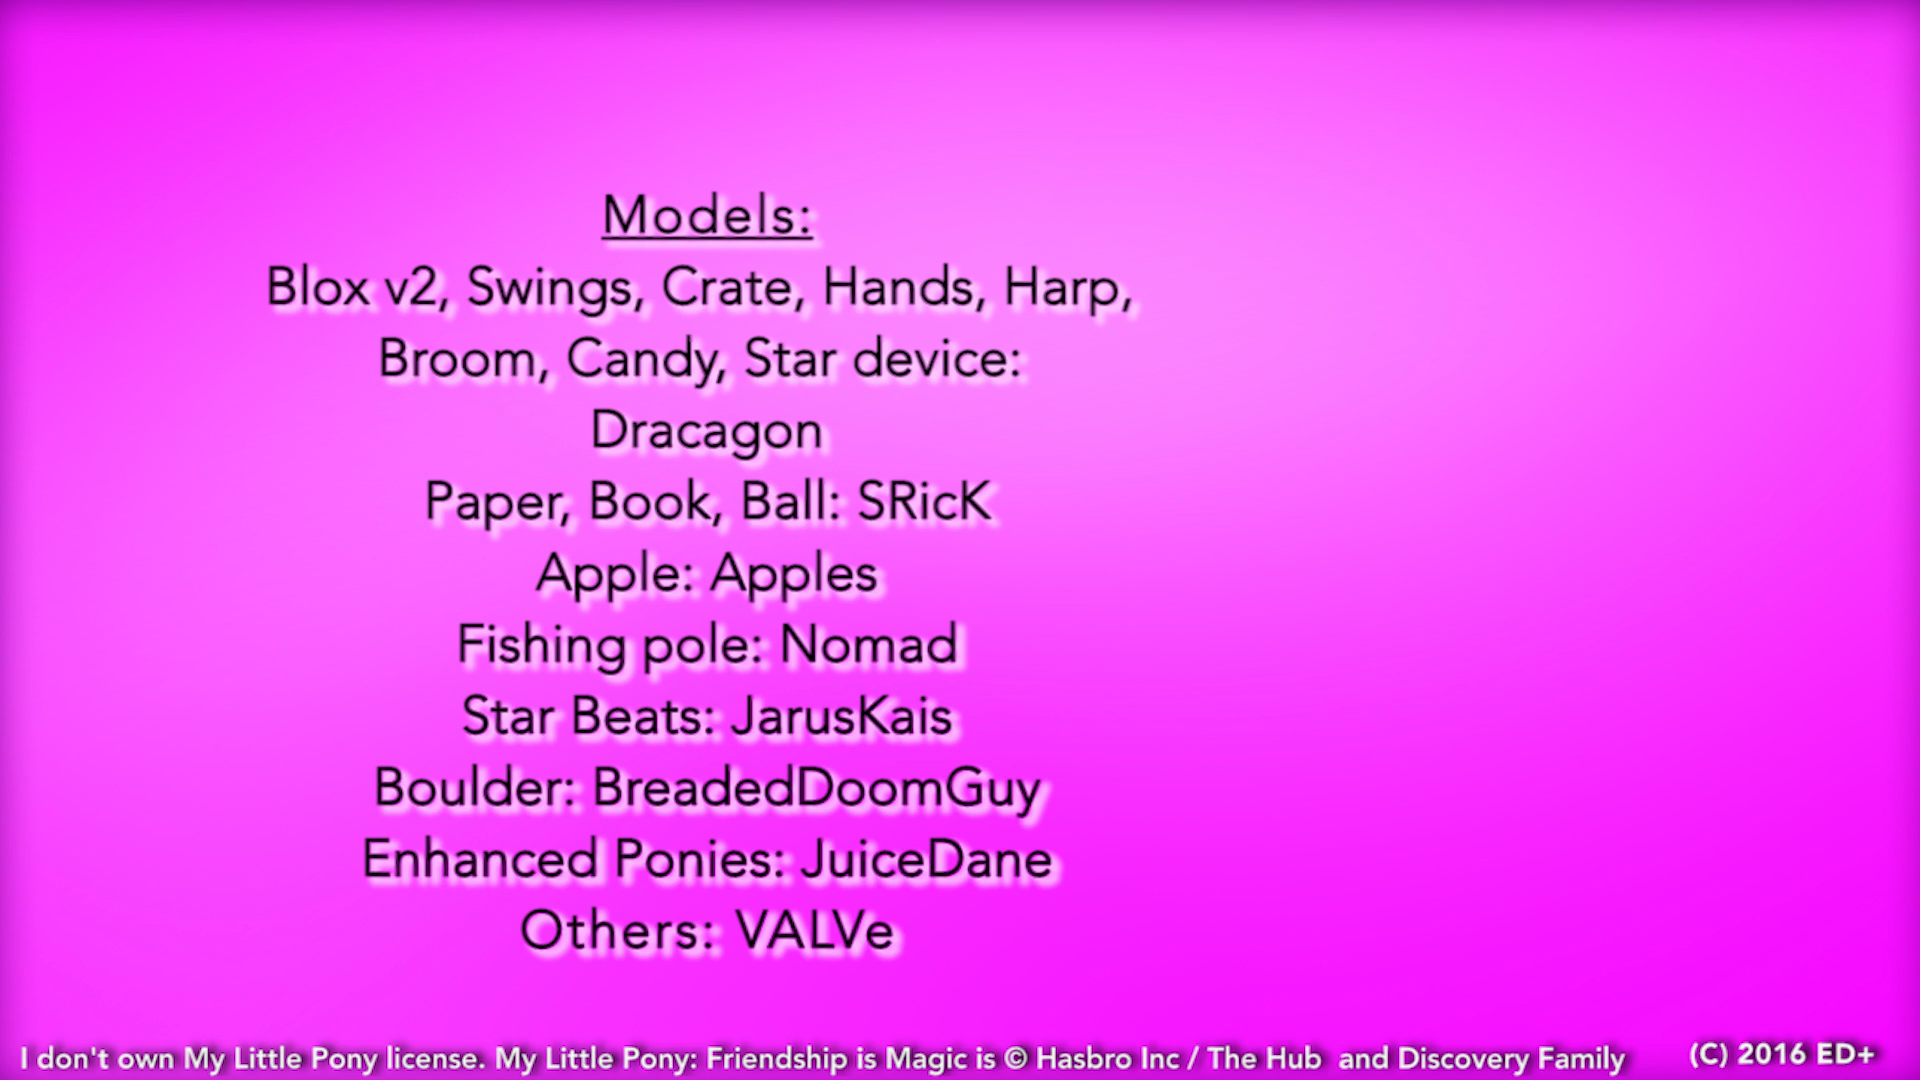 Models:
Blox v2, Swings, Crate, Hands, Harp,
Broom, Candy, Star device:
Dracagon
Paper, Book, Ball: SRicK
Apple: Apples
Fishing pole: Nomad
Star Beats: JarusKais
Boulder: BreadedDoomGuy
Enhanced Ponies: JuiceDane
Others: VALVe
I don't own My Little Pony license. My Little Pony: Friendship is Magic is © Hasbro Inc / The Hub and Discovery Family
(C) 2016 ED+